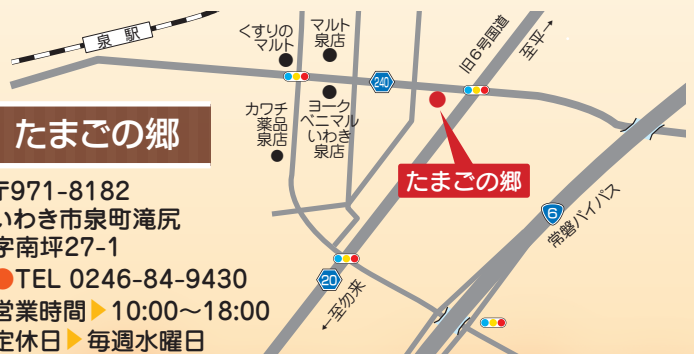 泉駅
くすりの
マルト
マルト
泉店
240
旧6号国道
至平→
カワチ
薬品
泉店
ヨーク
ベニマル
いわき
泉店
たまごの郷
たまごの郷
〒971-8182
いわき市泉町滝尻
字南坪27-1
●TEL 0246-84-9430
営業時間▶10:00〜18:00
定休日▶毎週水曜日
6
常磐バイパス
20
←至勿来